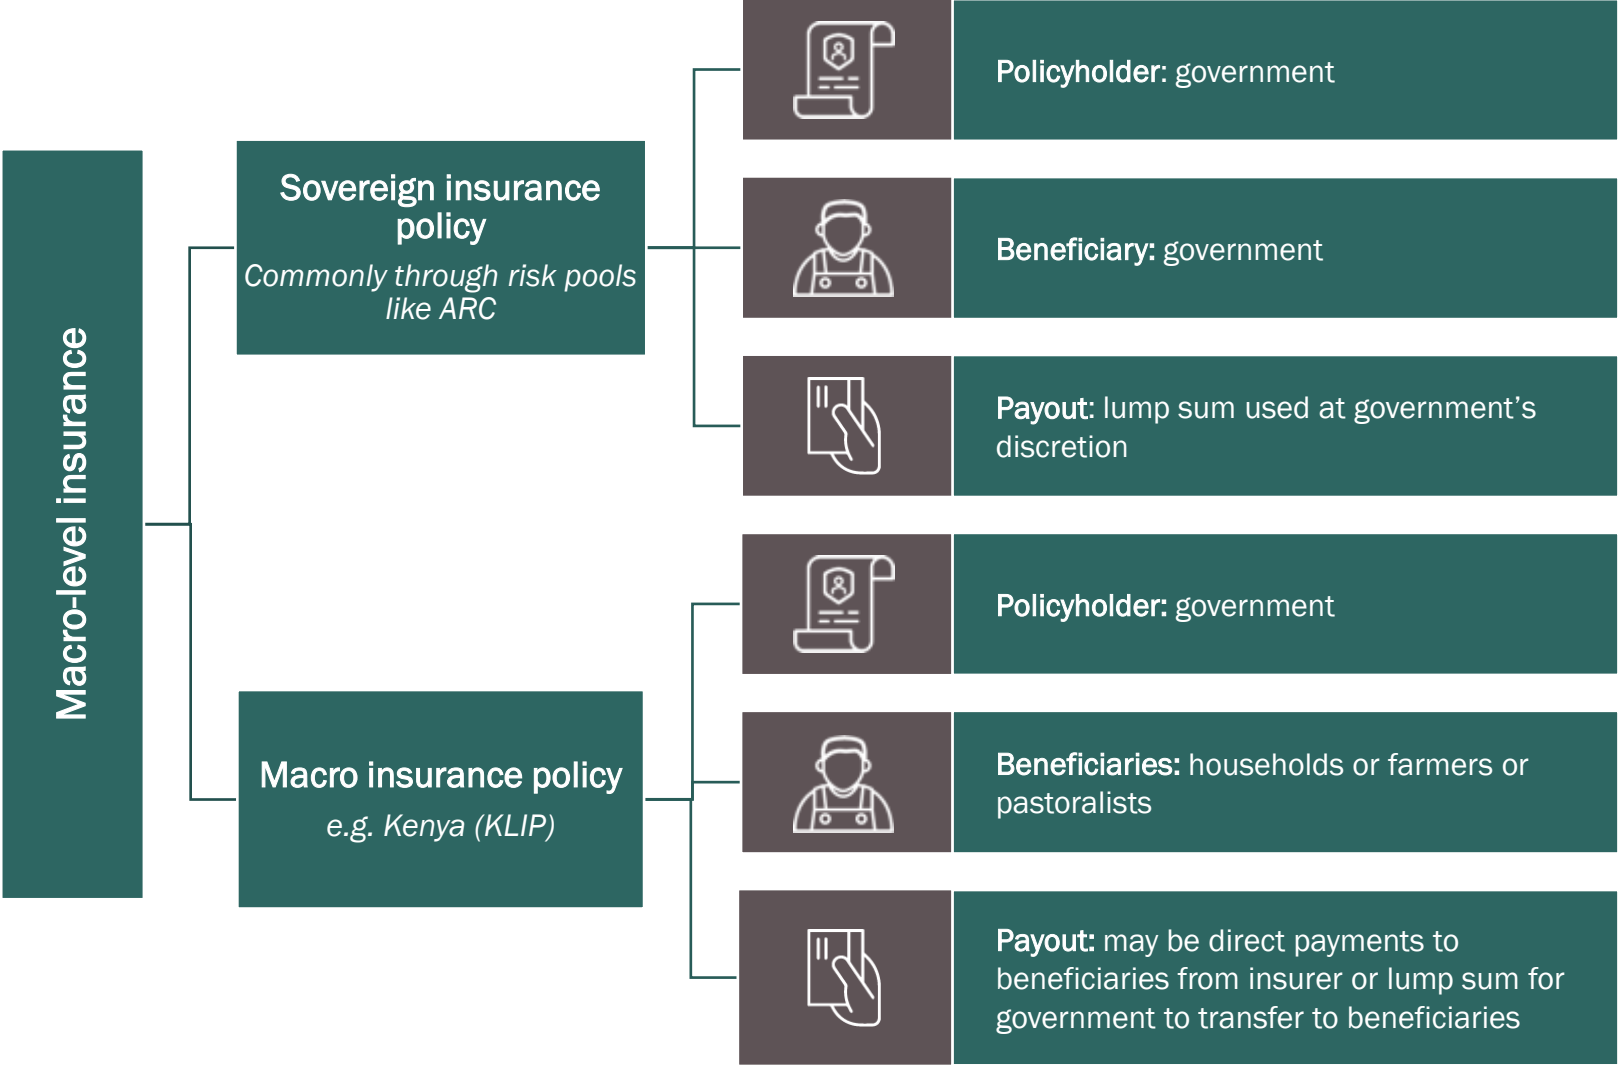 Macro-level insurance
Sovereign insurance
policy
Commonly through risk pools
like ARC
Policyholder: government
Beneficiary: government
Payout: lump sum used at government’s
discretion
Macro insurance policy
e.g. Kenya (KLIP)
Policyholder: government
Beneficiaries: households or farmers or
pastoralists
Payout: may be direct payments to
beneficiaries from insurer or lump sum for
government to transfer to beneficiaries